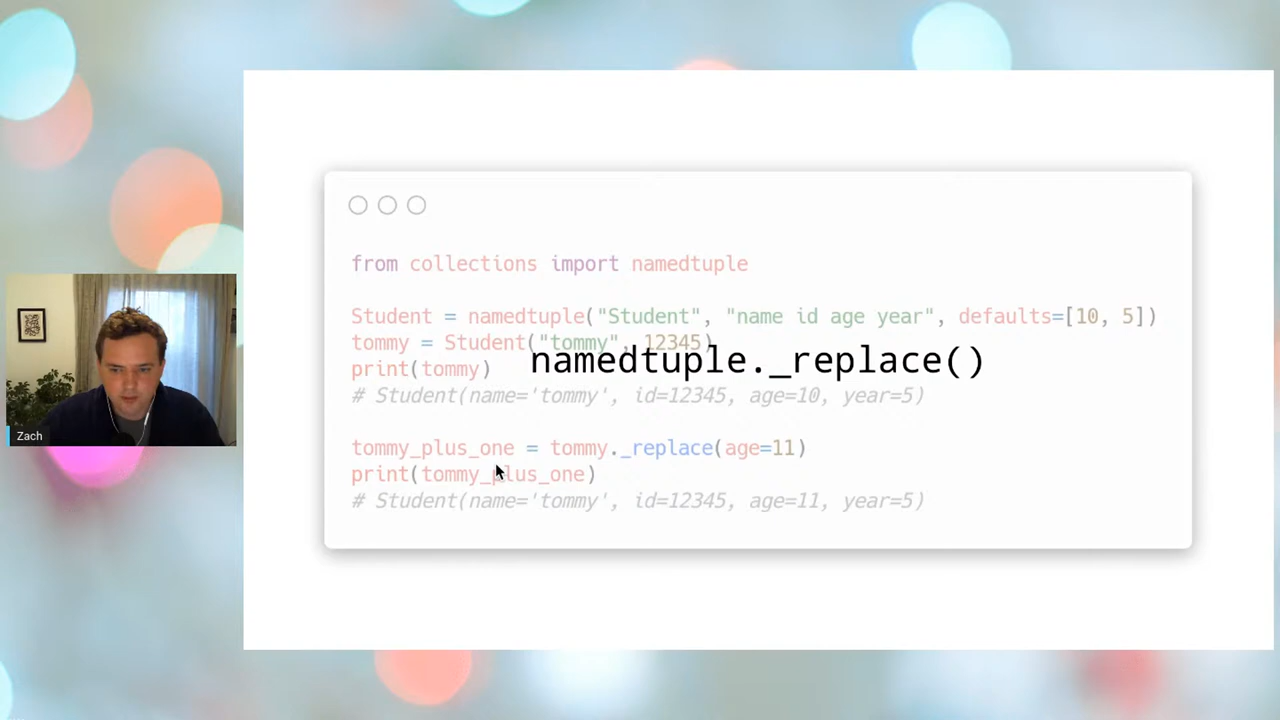 from collections import namedtuple
Student = namedtuple("Student", "name id age year", defaults=[10, 5])
tommy = Student("tommy", 12345)
namedtuple._replace()
print(tommy)
# Student(name='tommy', id=12345, age=10, year=5)
tommy_plus_one = tommy._replace(age=11)
print(tommy_plus_one)
# Student(name='tommy', id=12345, age=11, year=5)
Zach